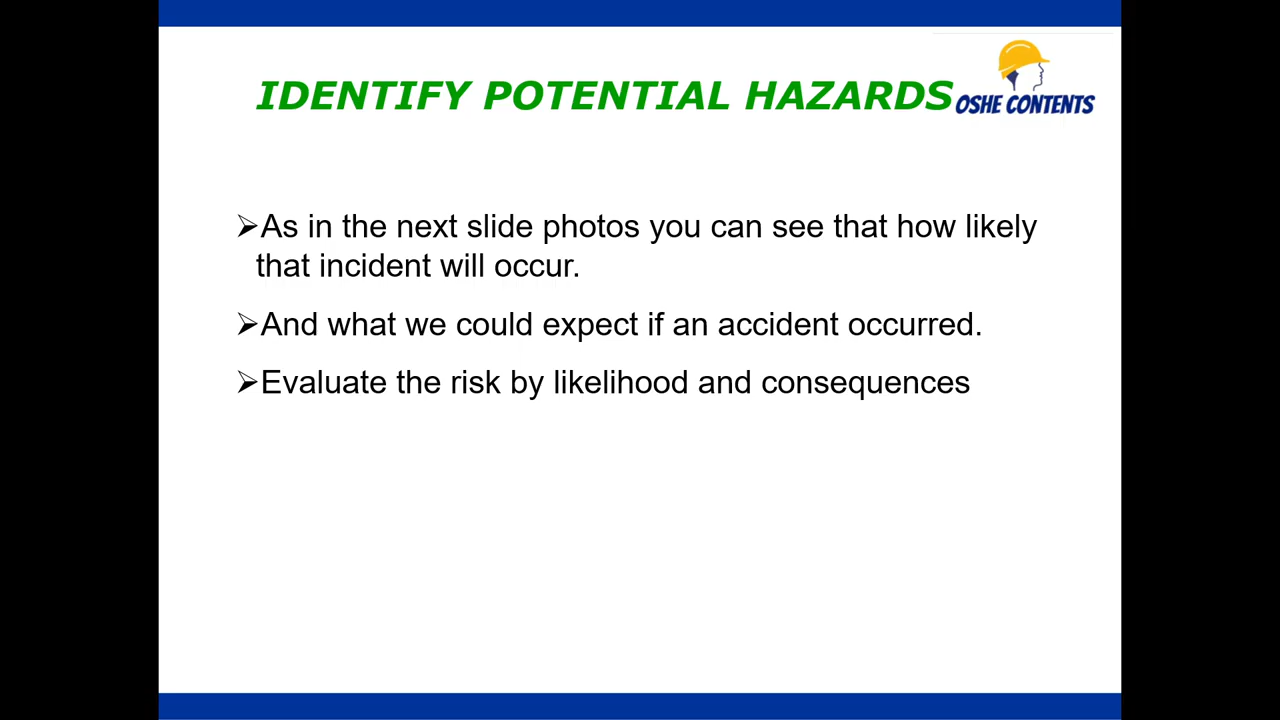 IDENTIFY POTENTIAL HAZARDS
OSHE CONTENTS
➢As in the next slide photos you can see that how likely
that incident will occur.
➢And what we could expect if an accident occurred.
➢Evaluate the risk by likelihood and consequences